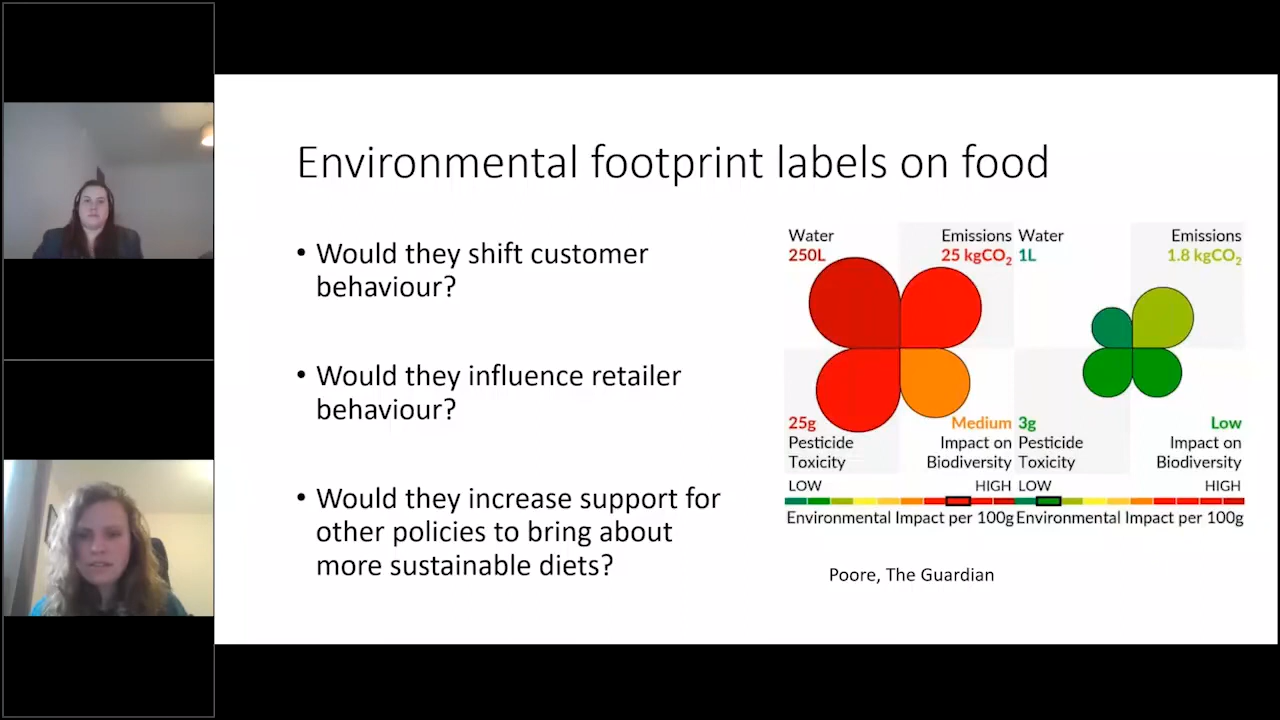 Environmental footprint labels on food
• Would they shift customer
behaviour?
• Would they influence retailer
behaviour?
• Would they increase support for
other policies to bring about
more sustainable diets?
Water
250L
Emissions
25 kgCO₂
25g
Pesticide
Toxicity
Medium
Impact on
Biodiversity
LOW
HIGH
Environmental Impact per 100g
Water
1L
Emissions
1.8 kgCO₂
3g
Pesticide
Toxicity
Low
Impact on
Biodiversity
LOW
HIGH
Environmental Impact per 100g
Poore, The Guardian